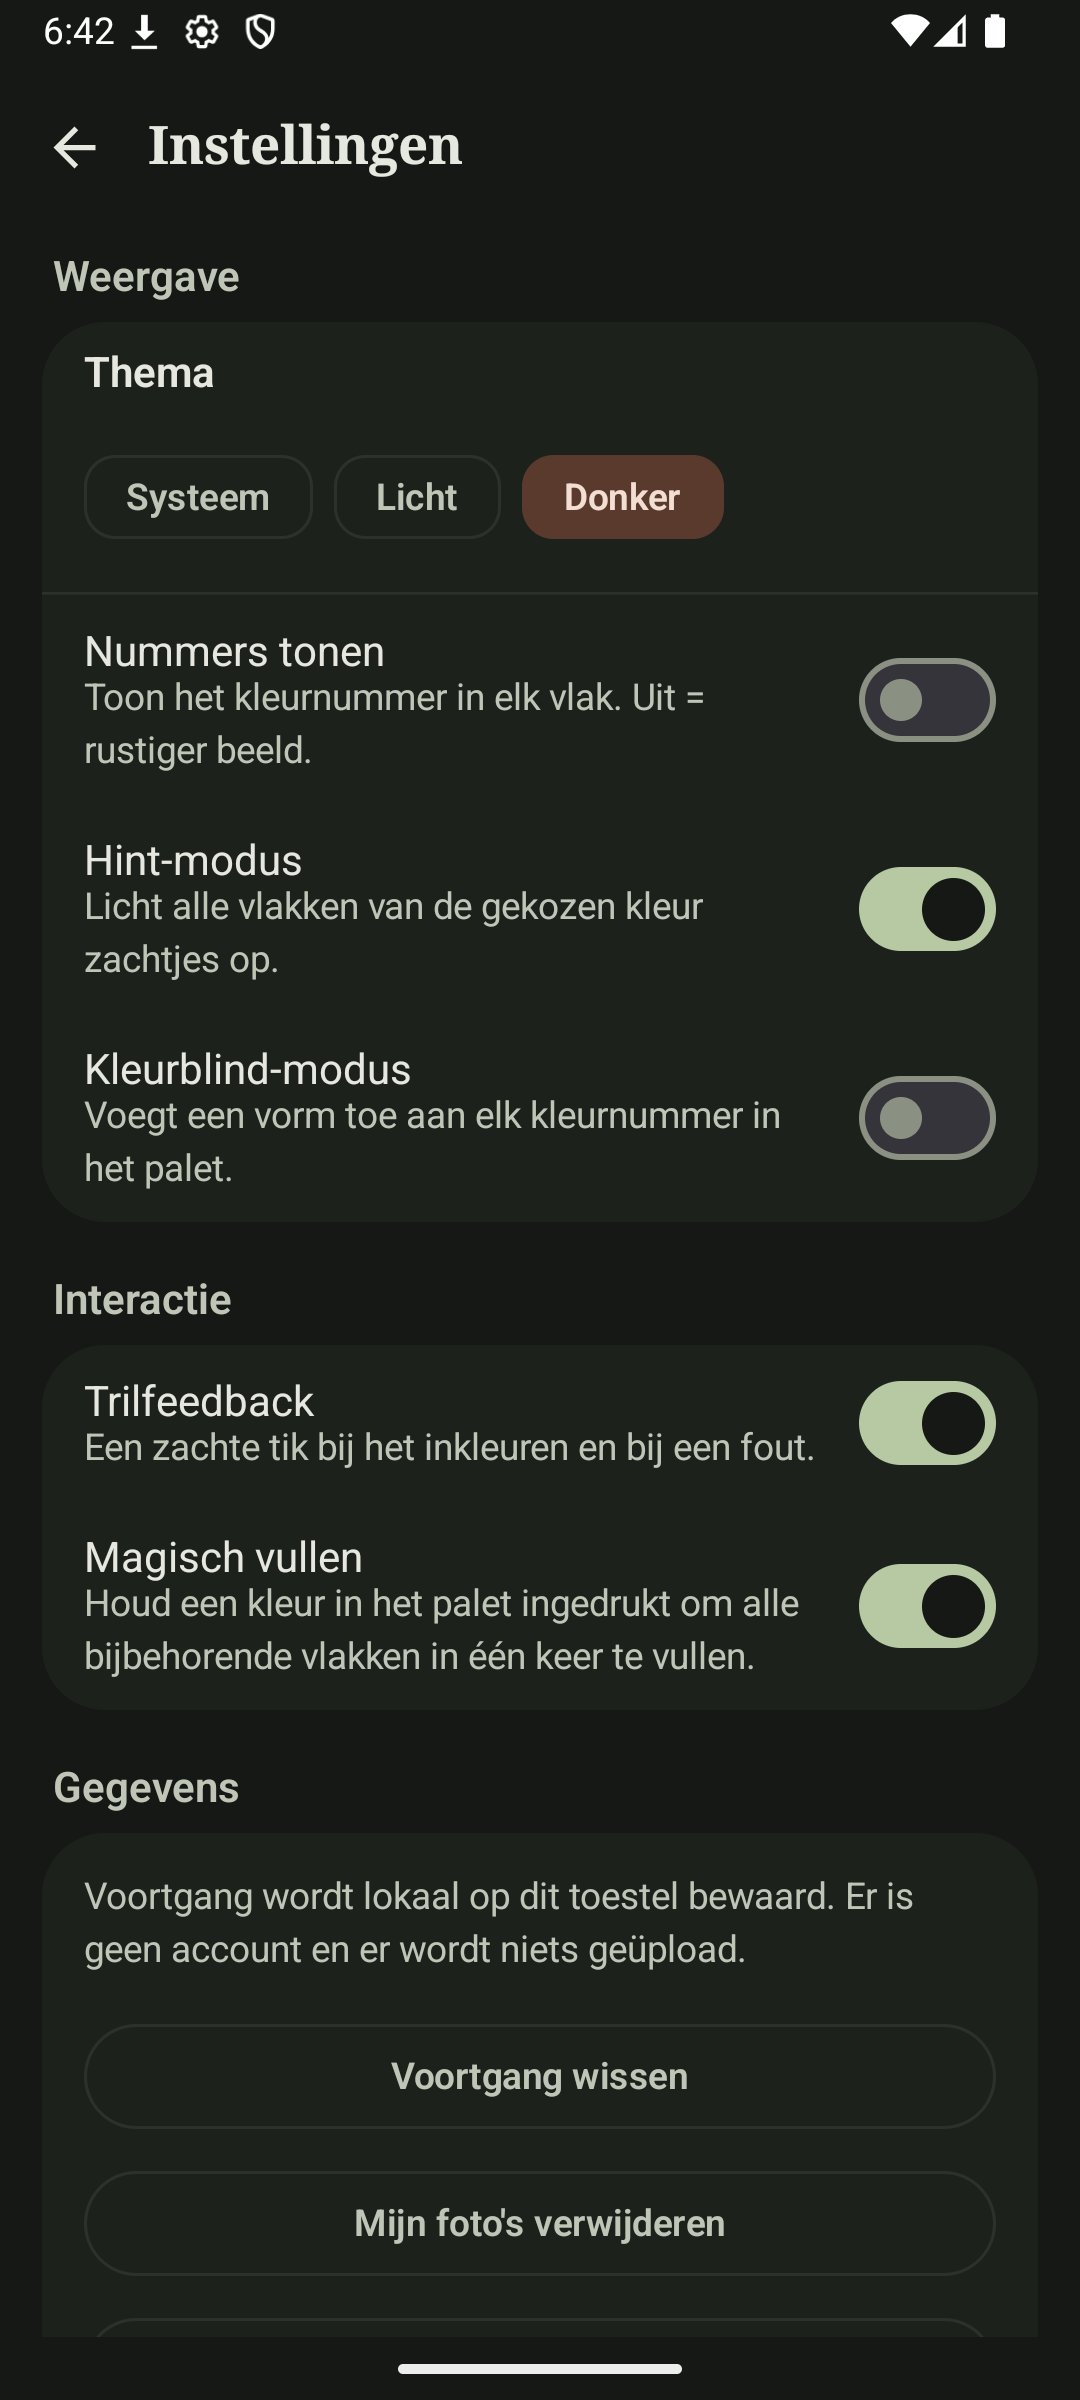 6:42
Instellingen
Weergave
Thema
Systeem
Licht
Donker
Nummers tonen
Toon het kleurnummer in elk vlak. Uit =
rustiger beeld.
Hint-modus
Licht alle vlakken van de gekozen kleur
zachtjes op.
Kleurblind-modus
Voegt een vorm toe aan elk kleurnummer in
het palet.
Interactie
Trilfeedback
Een zachte tik bij het inkleuren en bij een fout.
Magisch vullen
Houd een kleur in het palet ingedrukt om alle
bijbehorende vlakken in één keer te vullen.
Gegevens
Voortgang wordt lokaal op dit toestel bewaard. Er is
geen account en er wordt niets geüpload.
Voortgang wissen
Mijn foto's verwijderen